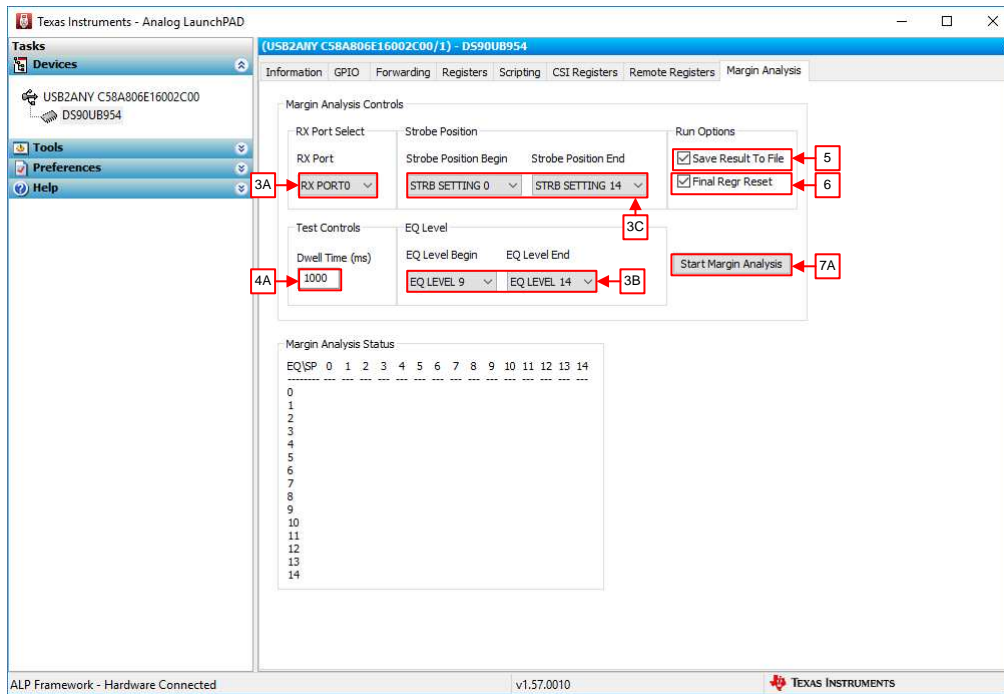 Texas Instruments - Analog LaunchPAD
Tasks
Devices
USB2ANY C58A806E16002C00
DS90UB954
Tools
Preferences
Help
(USB2ANY C58A806E16002C00/1) - DS90UB954
Information GPIO Forwarding Registers Scripting CSI Registers Remote Registers Margin Analysis
Margin Analysis Controls
RX Port Select
RX Port
3A
RX PORT0
Strobe Position
Strobe Position Begin Strobe Position End
STRB SETTING 0 STRB SETTING 14
3C
Run Options
Save Result To File
5
Final Regr Reset
6
Test Controls
Dwell Time (ms)
4A
1000
EQ Level
EQ Level Begin EQ Level End
EQ LEVEL 9 EQ LEVEL 14
3B
Start Margin Analysis
7A
Margin Analysis Status
EQ\SP 0 1 2 3 4 5 6 7 8 9 10 11 12 13 14
-------- --- --- --- --- --- --- --- --- --- --- --- --- --- --- ---
0
1
2
3
4
5
6
7
8
9
10
11
12
13
14
ALP Framework - Hardware Connected
v1.57.0010
TEXAS INSTRUMENTS